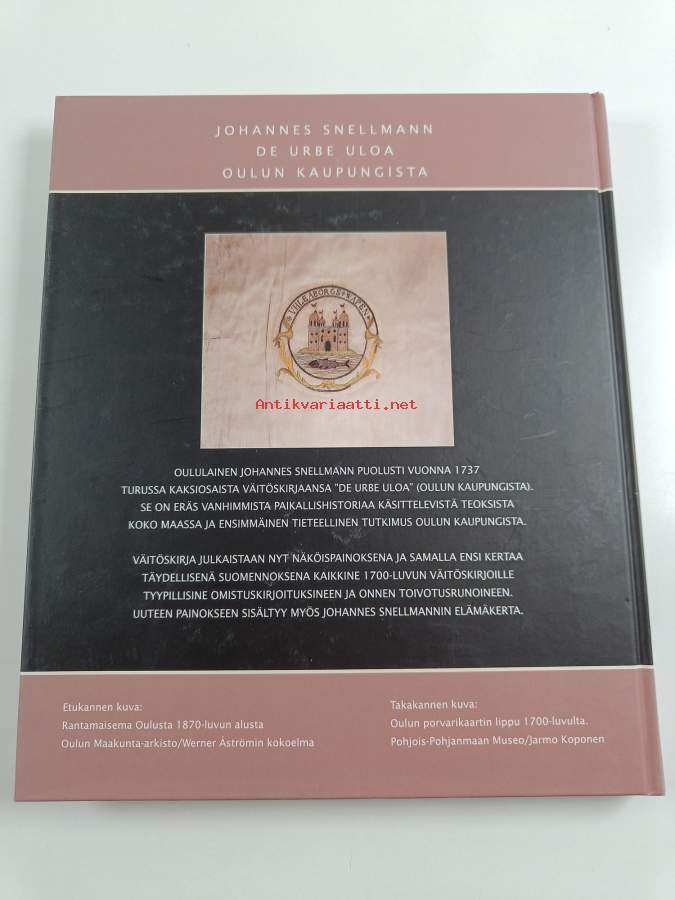 JOHANNES SNELLMANN
DE URBE ULOA
OULUN KAUPUNGISTA
Antikvariaatti.net
OULULAINEN JOHANNES SNELLMANN PUOLUSTI VUONNA 1737
TURUSSA KAKSIOSAISTA VÄITÖSKIRJAANSA "DE URBE ULOA" (OULUN KAUPUNGISTA).
SE ON ERÄS VANHIMMISTA PAIKALLISHISTORIAA KÄSITTELEVISTÄ TEOKSISTA
KOKO MAASSA JA ENSIMMÄINEN TIETEELLINEN TUTKIMUS OULUN KAUPUNGISTA.
VÄITÖSKIRJA JULKAISTAAN NYT NÄKÖISPAINOKSENA JA SAMALLA ENSI KERTAA
TÄYDELLISENÄ SUOMENNOKSENA KAIKKINE 1700-LUVUN VÄITÖSKIRJOILLE
TYYPILLISINE OMISTUSKIRJOITUKSINEEN JA ONNEN TOIVOTUSRUNOINEEN.
UUTEEN PAINOKSEEN SISÄLTYY MYÖS JOHANNES SNELLMANNIN ELÄMÄKERTA.
Etukannen kuva:
Rantamaisema Oulusta 1870-luvun alusta
Oulun Maakunta-arkisto/Werner Åströmin kokoelma
Takakannen kuva:
Oulun porvarikaartin lippu 1700-luvulta.
Pohjois-Pohjanmaan Museo/Jarmo Koponen